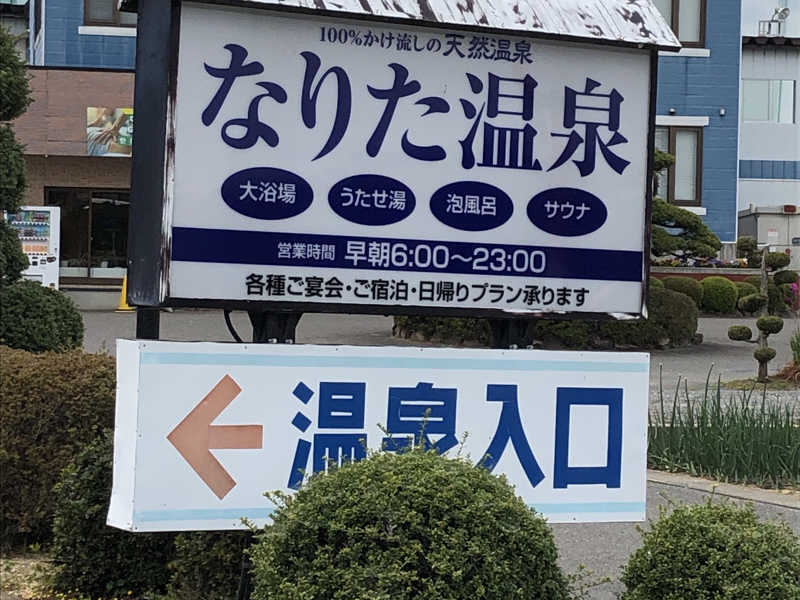 100%かけ流しの天然温泉
なりた温泉
大浴場 うたせ湯 泡風呂 サウナ
営業時間 早朝6:00〜23:00
各種ご宴会・ご宿泊・日帰りプラン承ります
←温泉入口